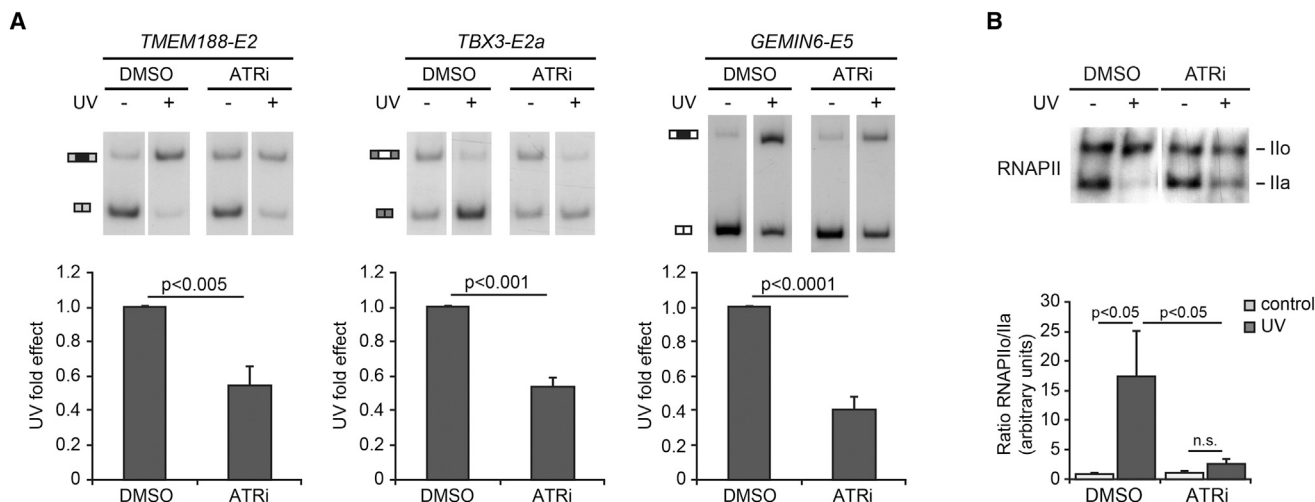 A
TMEM188-E2
DMSO ATRi
UV - + - +
TBX3-E2a
DMSO ATRi
UV - + - +
GEMIN6-E5
DMSO ATRi
UV - + - +
UV fold effect
1.2
1.0
0.8
0.6
0.4
0.2
0
p<0.005
DMSO ATRi
UV fold effect
1.2
1.0
0.8
0.6
0.4
0.2
0
p<0.001
DMSO ATRi
UV fold effect
1.2
1.0
0.8
0.6
0.4
0.2
0
p<0.0001
DMSO ATRi
B
DMSO ATRi
UV - + - +
RNAPII
– IIo
– IIa
Ratio RNAPIIo/IIa
(arbitrary units)
30
25
20
15
10
5
0
p<0.05 p<0.05
n.s.
control
UV
DMSO ATRi